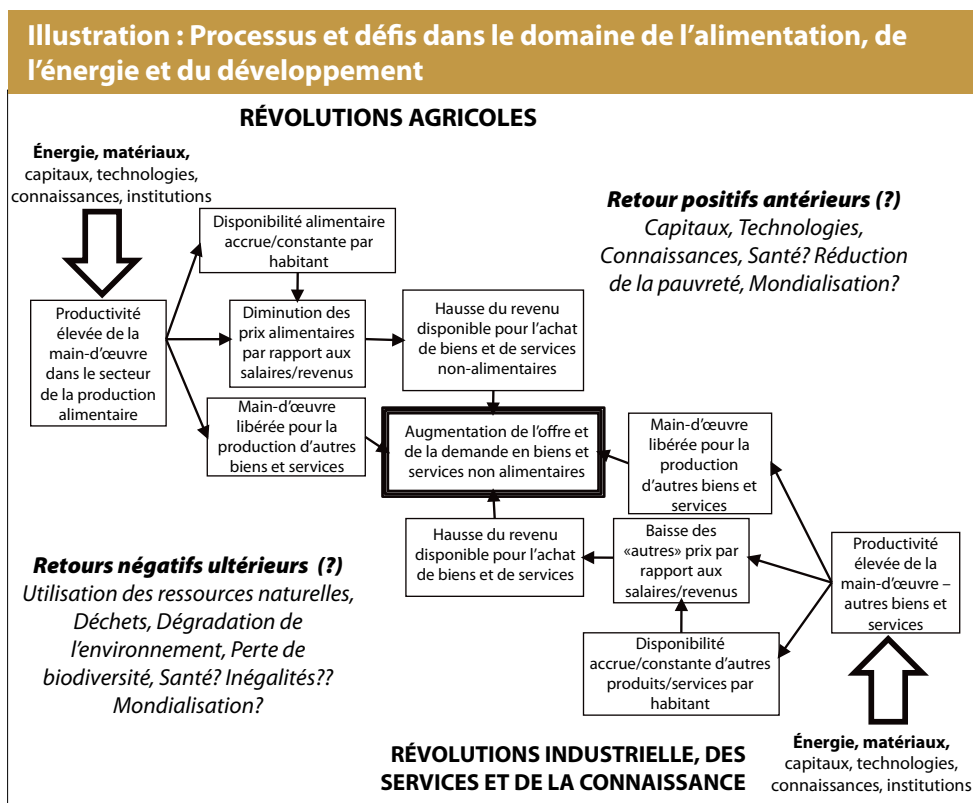 Illustration : Processus et défis dans le domaine de l’alimentation, de
l’énergie et du développement
RÉVOLUTIONS AGRICOLES
Énergie, matériaux,
capitaux, technologies,
connaissances, institutions
Disponibilité alimentaire
accrue/constante par
habitant
Retour positifs antérieurs (?)
Capitaux, Technologies,
Connaissances, Santé? Réduction
de la pauvreté, Mondialisation?
Productivité
élevée de la
main-d’œuvre
dans le secteur
de la production
alimentaire
Diminution des
prix alimentaires
par rapport aux
salaires/revenus
Hausse du revenu
disponible pour l’achat
de biens et de services
non-alimentaires
Main-d’œuvre
libérée pour la
production d’autres
biens et services
Augmentation de l’offre et
de la demande en biens et
services non alimentaires
Main-d’œuvre
libérée pour la
production
d’autres biens et
services
Hausse du revenu
disponible pour l’achat
de biens et de services
Baisse des
«autres» prix par
rapport aux
salaires/revenus
Productivité
élevée de la
main-d’œuvre –
autres biens et
services
Retours négatifs ultérieurs (?)
Utilisation des ressources naturelles,
Déchets, Dégradation de
l’environnement, Perte de
biodiversité, Santé? Inégalités??
Mondialisation?
Disponibilité
accrue/constante d’autres
produits/services par
habitant
RÉVOLUTIONS INDUSTRIELLE, DES
SERVICES ET DE LA CONNAISSANCE
Énergie, matériaux,
capitaux, technologies,
connaissances, institutions